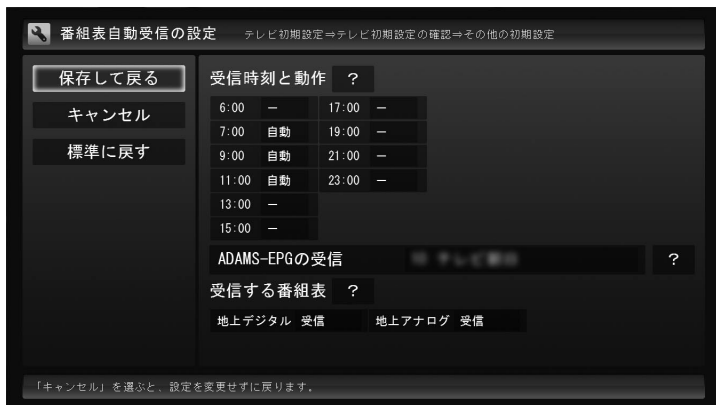 番組表自動受信の設定 テレビ初期設定⇒テレビ初期設定の確認⇒その他の初期設定
保存して戻る
キャンセル
標準に戻す
受信時刻と動作 ?
6:00 − 17:00 −
7:00 自動 19:00 −
9:00 自動 21:00 −
11:00 自動 23:00 −
13:00 −
15:00 −
ADAMS-EPGの受信 ?
受信する番組表 ?
地上デジタル 受信 地上アナログ 受信
「キャンセル」を選ぶと、設定を変更せずに戻ります.